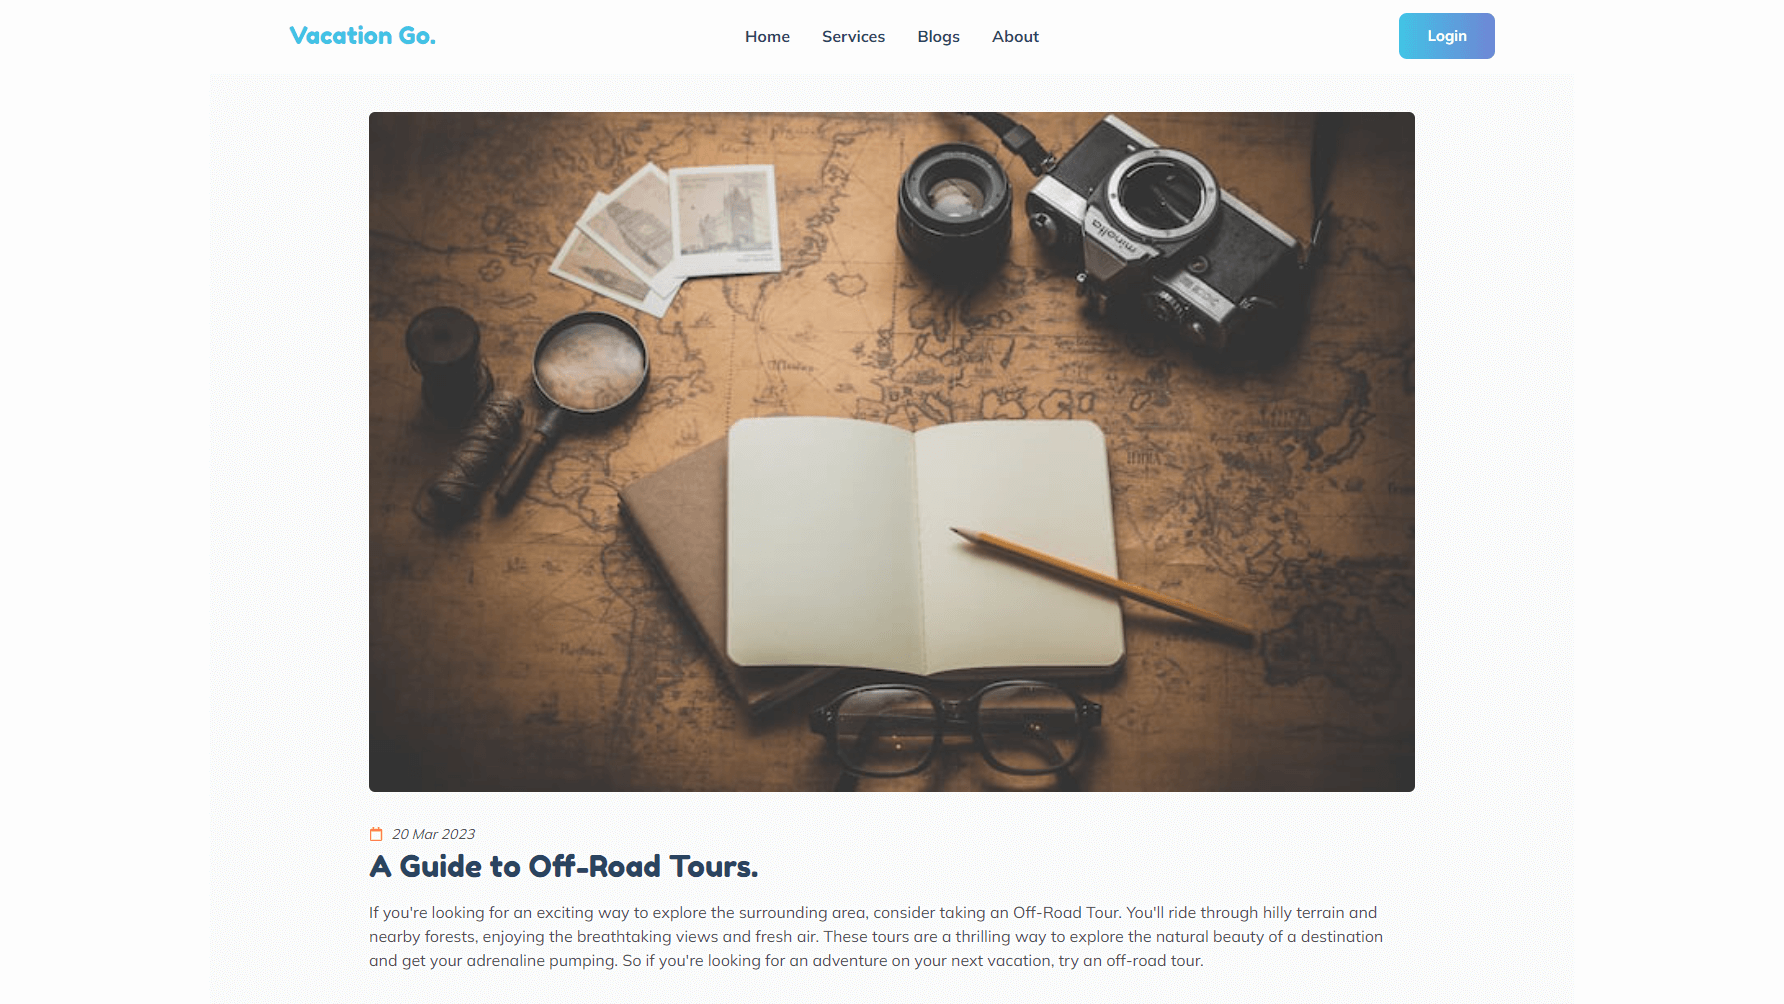 Vacation Go.
Home Services Blogs About
Login
minolta
20 Mar 2023
A Guide to Off-Road Tours.
If you're looking for an exciting way to explore the surrounding area, consider taking an Off-Road Tour. You'll ride through hilly terrain and
nearby forests, enjoying the breathtaking views and fresh air. These tours are a thrilling way to explore the natural beauty of a destination
and get your adrenaline pumping. So if you're looking for an adventure on your next vacation, try an off-road tour.